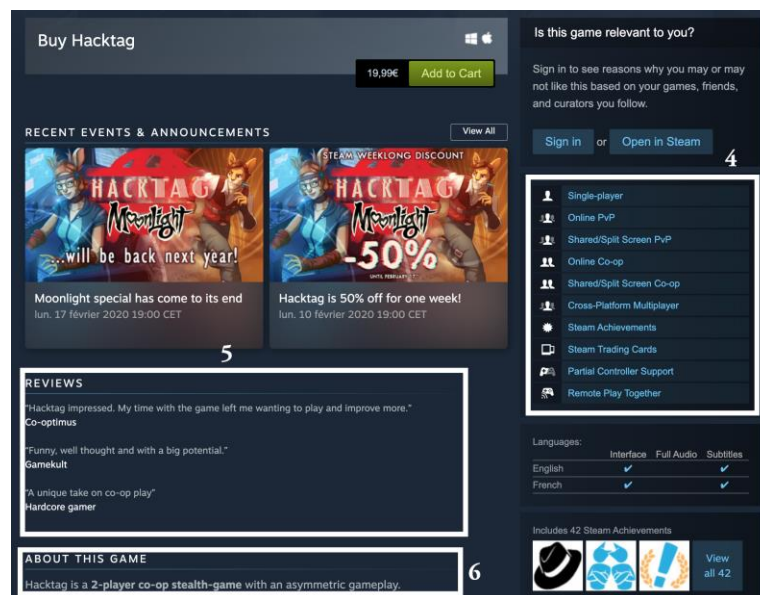 Buy Hacktag
19,99€ Add to Cart
RECENT EVENTS & ANNOUNCEMENTS View All
HACKTAG
Moonlight
...will be back next year!
Moonlight special has come to its end
lun. 17 février 2020 19:00 CET
STEAM WEEKLONG DISCOUNT
HACKTAG
Moonlight
-50%
UNTIL FEBRUARY 17
Hacktag is 50% off for one week!
lun. 10 février 2020 19:00 CET
5
REVIEWS
"Hacktag impressed. My time with the game left me wanting to play and improve more."
Co-optimus
"Funny, well thought and with a big potential."
Gamekult
"A unique take on co-op play"
Hardcore gamer
ABOUT THIS GAME
Hacktag is a 2-player co-op stealth-game with an asymmetric gameplay.
6
Is this game relevant to you?
Sign in to see reasons why you may or may
not like this based on your games, friends,
and curators you follow.
Sign in or Open in Steam
4
Single-player
Online PvP
Shared/Split Screen PvP
Online Co-op
Shared/Split Screen Co-op
Cross-Platform Multiplayer
Steam Achievements
Steam Trading Cards
Partial Controller Support
Remote Play Together
Languages:
Interface Full Audio Subtitles
English ✔ ✔
French ✔ ✔
Includes 42 Steam Achievements
View
all 42